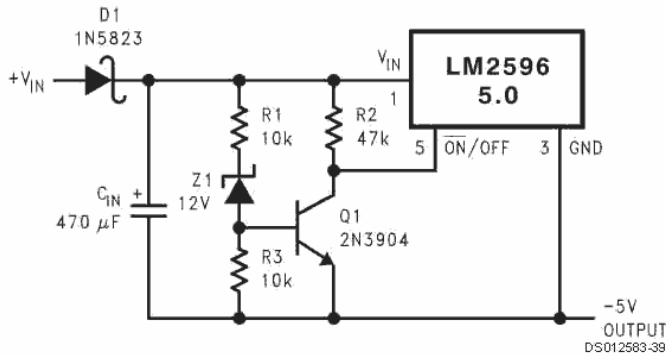 D1
1N5823
+VIN
VIN
1
LM2596
5.0
R1
10k
R2
47k
5
ON/OFF
3
GND
Z1
12V
CIN
+
470 μF
Q1
2N3904
R3
10k
-5V
OUTPUT
DS012583-39